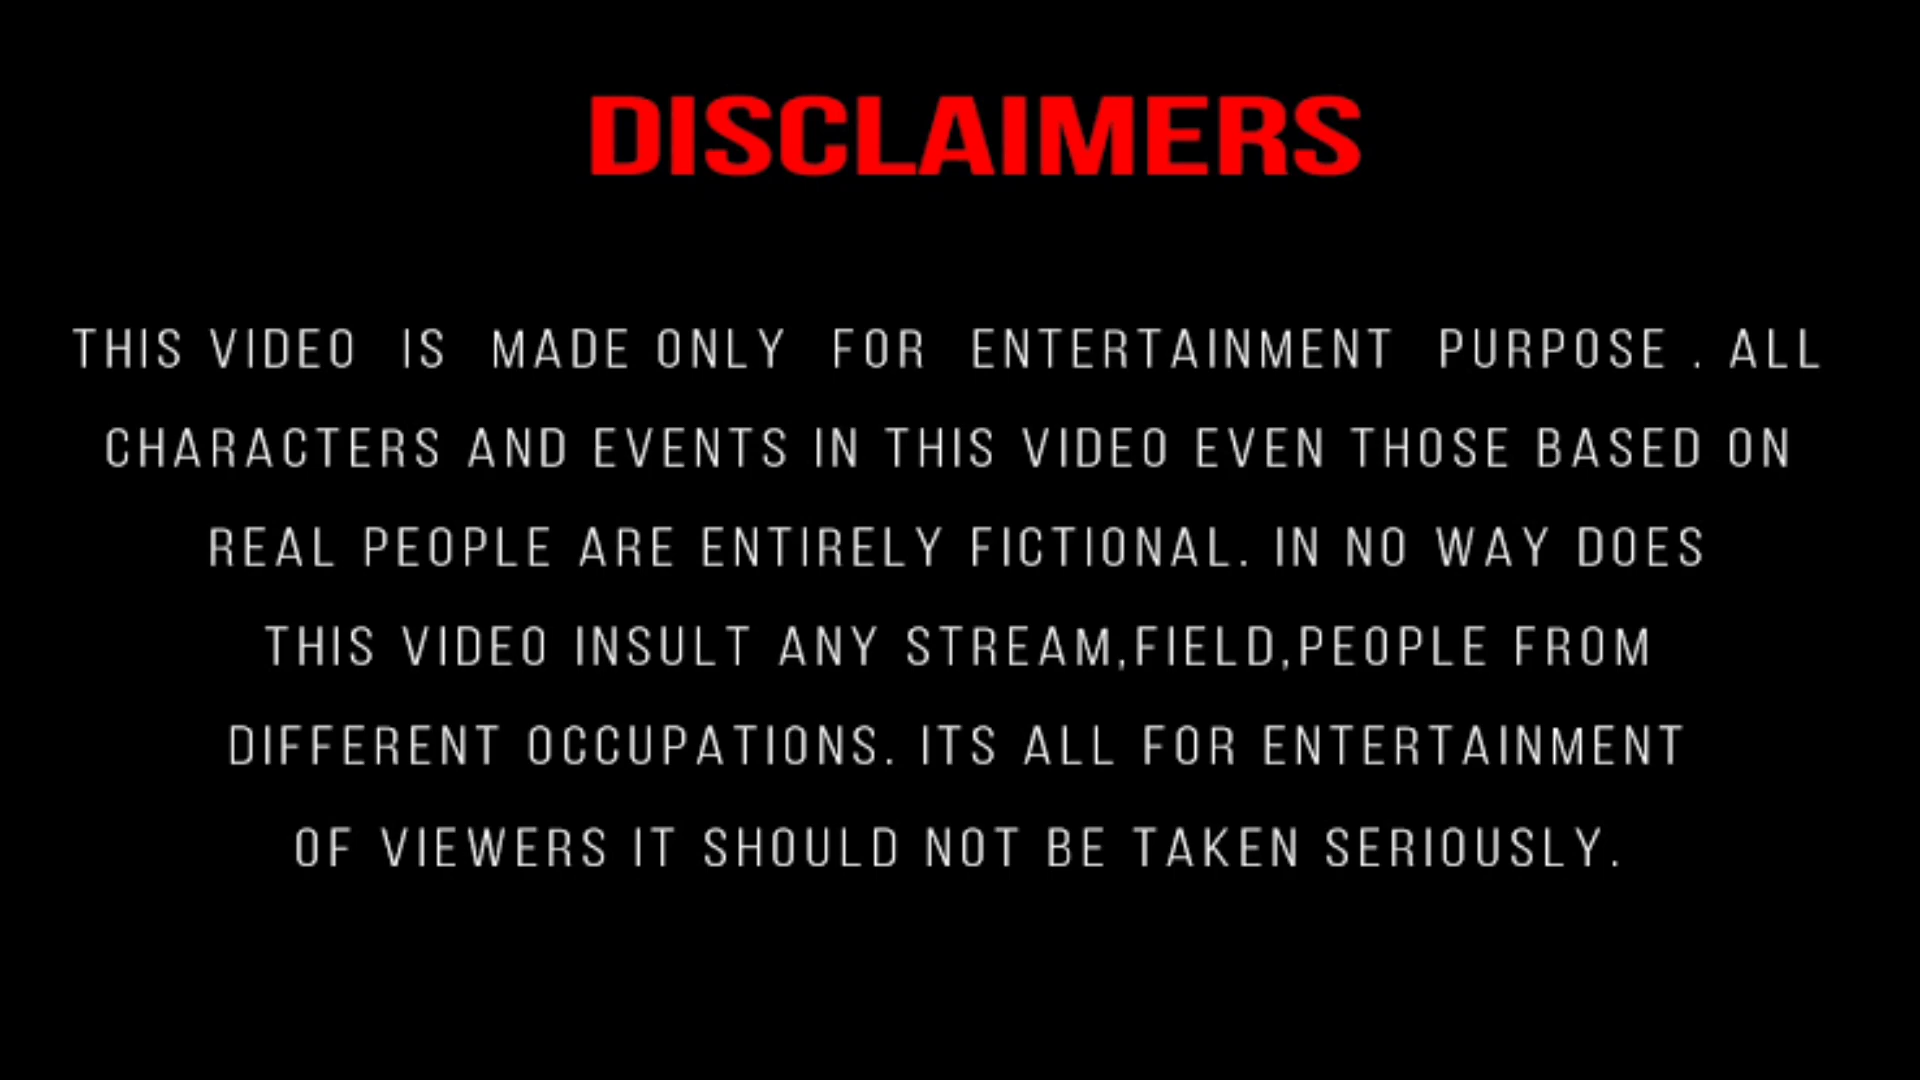 DISCLAIMERS
THIS VIDEO IS MADE ONLY FOR ENTERTAINMENT PURPOSE . ALL
CHARACTERS AND EVENTS IN THIS VIDEO EVEN THOSE BASED ON
REAL PEOPLE ARE ENTIRELY FICTIONAL. IN NO WAY DOES
THIS VIDEO INSULT ANY STREAM,FIELD,PEOPLE FROM
DIFFERENT OCCUPATIONS. ITS ALL FOR ENTERTAINMENT
OF VIEWERS IT SHOULD NOT BE TAKEN SERIOUSLY.